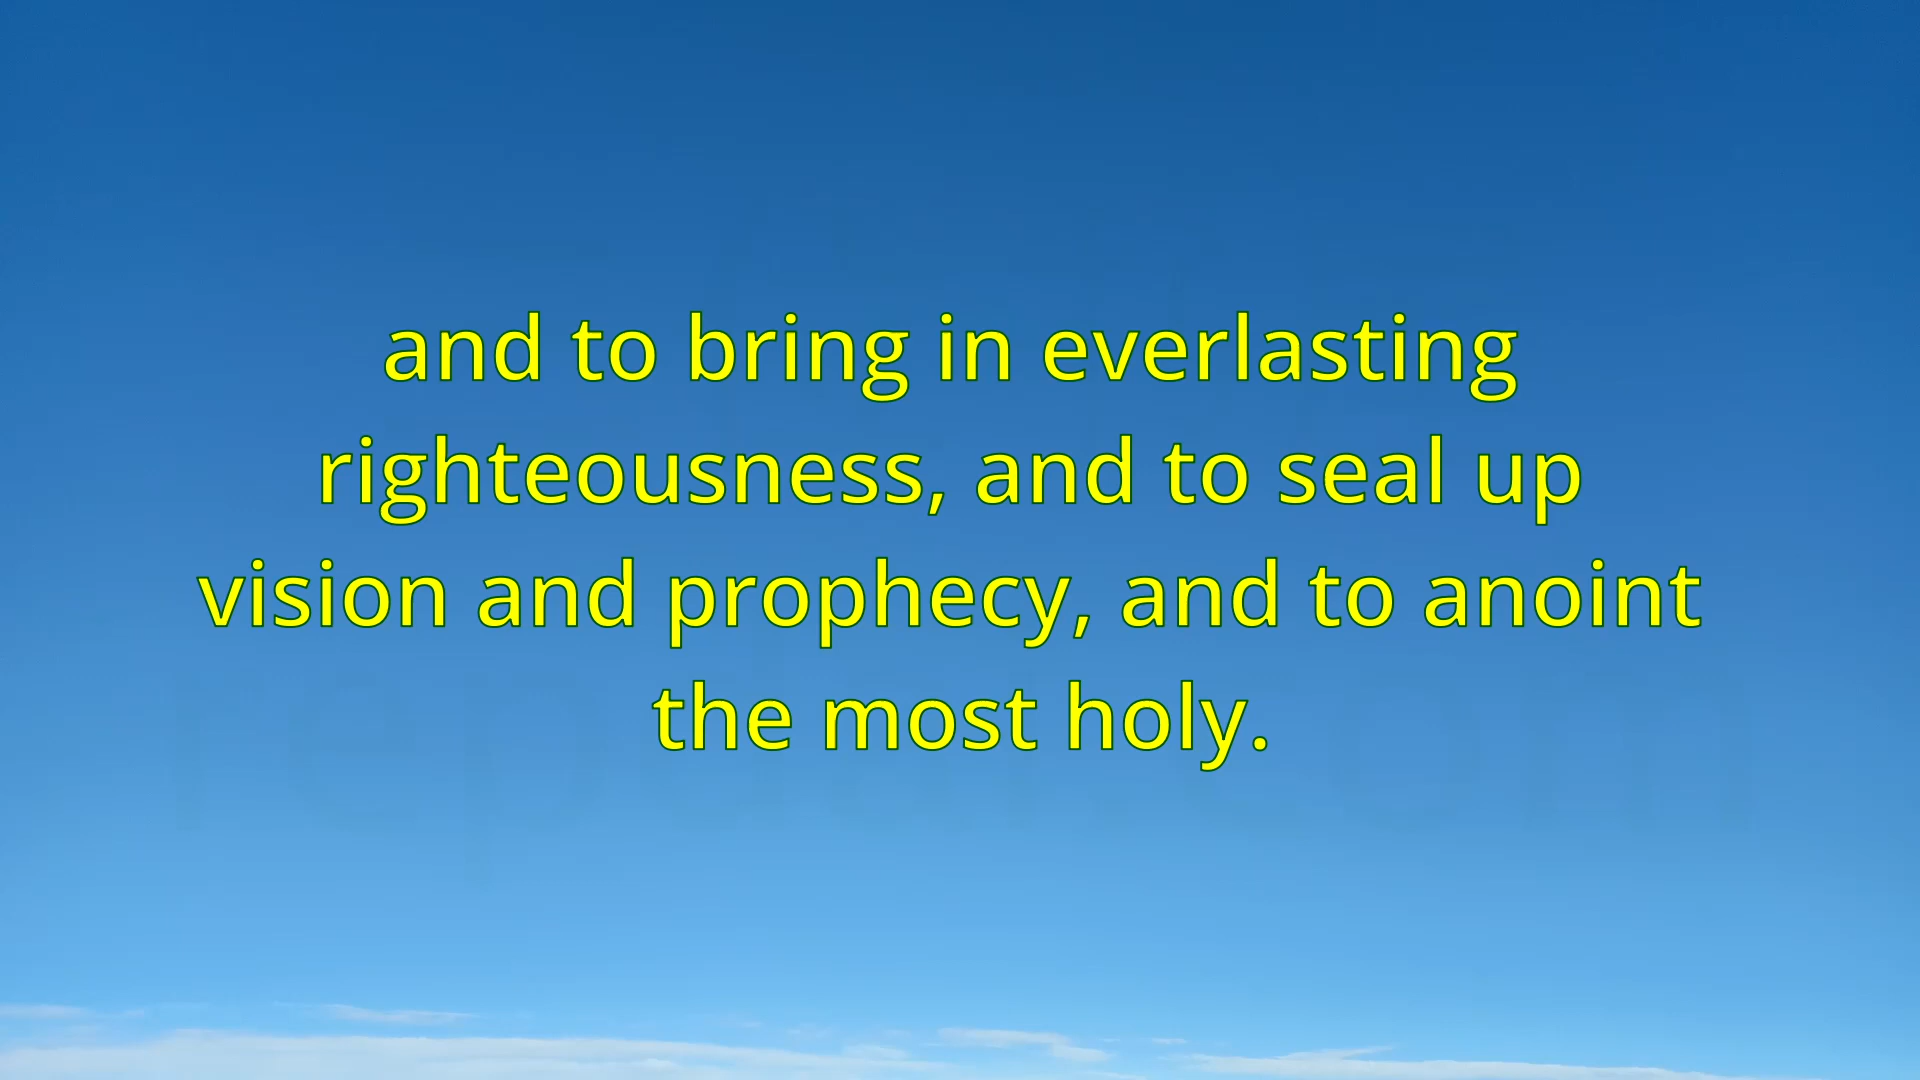 and to bring in everlasting
righteousness, and to seal up
vision and prophecy, and to anoint
the most holy.